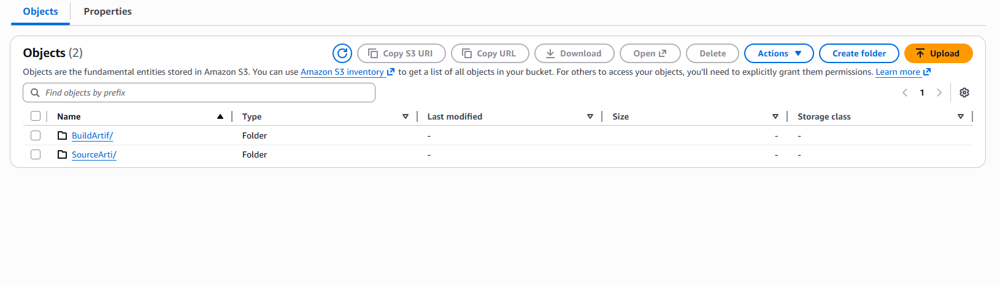 Objects Properties
Objects (2) Copy S3 URI Copy URL Download Open Delete Actions Create folder Upload
Objects are the fundamental entities stored in Amazon S3. You can use Amazon S3 inventory to get a list of all objects in your bucket. For others to access your objects, you'll need to explicitly grant them permissions. Learn more
Find objects by prefix 1
Name Type Last modified Size Storage class
BuildArtif/ Folder - - -
SourceArti/ Folder - - -